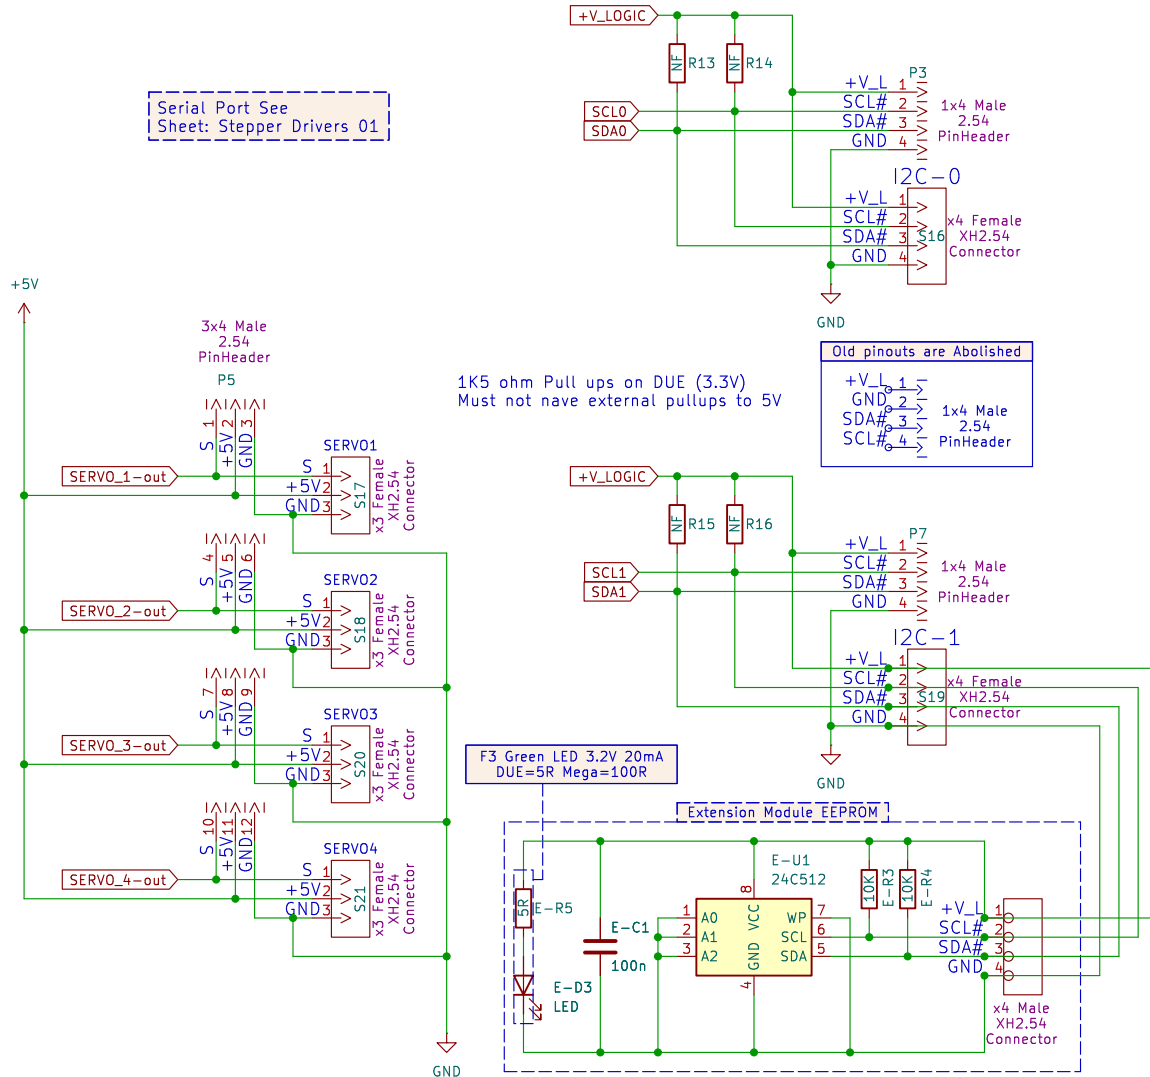 +V_LOGIC
NF R13 NF R14
P3
+V_L 1
SCL0 SCL# 2
SDA0 SDA# 3
GND 4
1x4 Male
2.54
PinHeader
Serial Port See
Sheet: Stepper Drivers 01
I2C-0
+V_L 1
SCL# 2
SDA# 3
GND 4
S16
x4 Female
XH2.54
Connector
GND
Old pinouts are Abolished
+V_L 1
GND 2
SDA# 3
SCL# 4
1x4 Male
2.54
PinHeader
1K5 ohm Pull ups on DUE (3.3V)
Must not nave external pullups to 5V
+5V
3x4 Male
2.54
PinHeader
P5
S 1
+5V 2
GND 3
SERVO1
SERVO_1-out
S 1
+5V 2
GND 3
S17
x3 Female
XH2.54
Connector
S 4
+5V 5
GND 6
SERVO2
SERVO_2-out
S 1
+5V 2
GND 3
S18
x3 Female
XH2.54
Connector
S 7
+5V 8
GND 9
SERVO3
SERVO_3-out
S 1
+5V 2
GND 3
S20
x3 Female
XH2.54
Connector
S 10
+5V 11
GND 12
SERVO4
SERVO_4-out
S 1
+5V 2
GND 3
S21
x3 Female
XH2.54
Connector
GND
+V_LOGIC
NF R15 NF R16
P7
+V_L 1
SCL1 SCL# 2
SDA1 SDA# 3
GND 4
1x4 Male
2.54
PinHeader
I2C-1
+V_L 1
SCL# 2
SDA# 3
GND 4
S19
x4 Female
XH2.54
Connector
GND
F3 Green LED 3.2V 20mA
DUE=5R Mega=100R
Extension Module EEPROM
5R E-R5
E-D3
LED
E-C1
100n
E-U1
24C512
8
VCC
1 A0 WP 7
2 A1 SCL 6
3 A2 SDA 5
GND
4
10K E-R3
10K E-R4
+V_L 1
SCL# 2
SDA# 3
GND 4
x4 Male
XH2.54
Connector